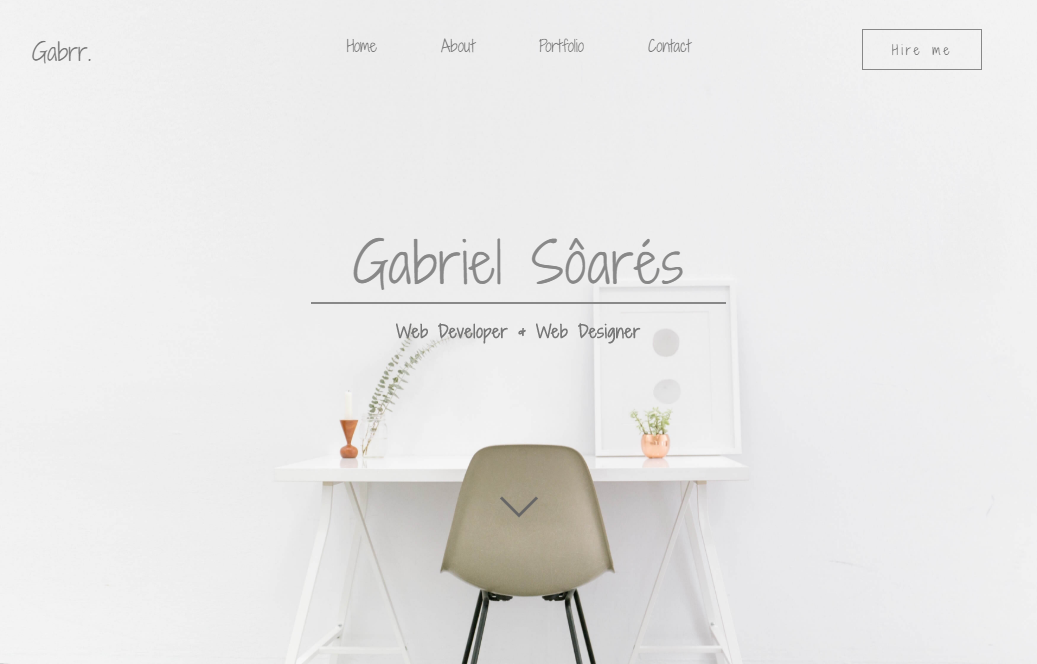 Gabrr.
Home About Portfolio Contact
Hire me
Gabriel Sôarés
Web Developer & Web Designer